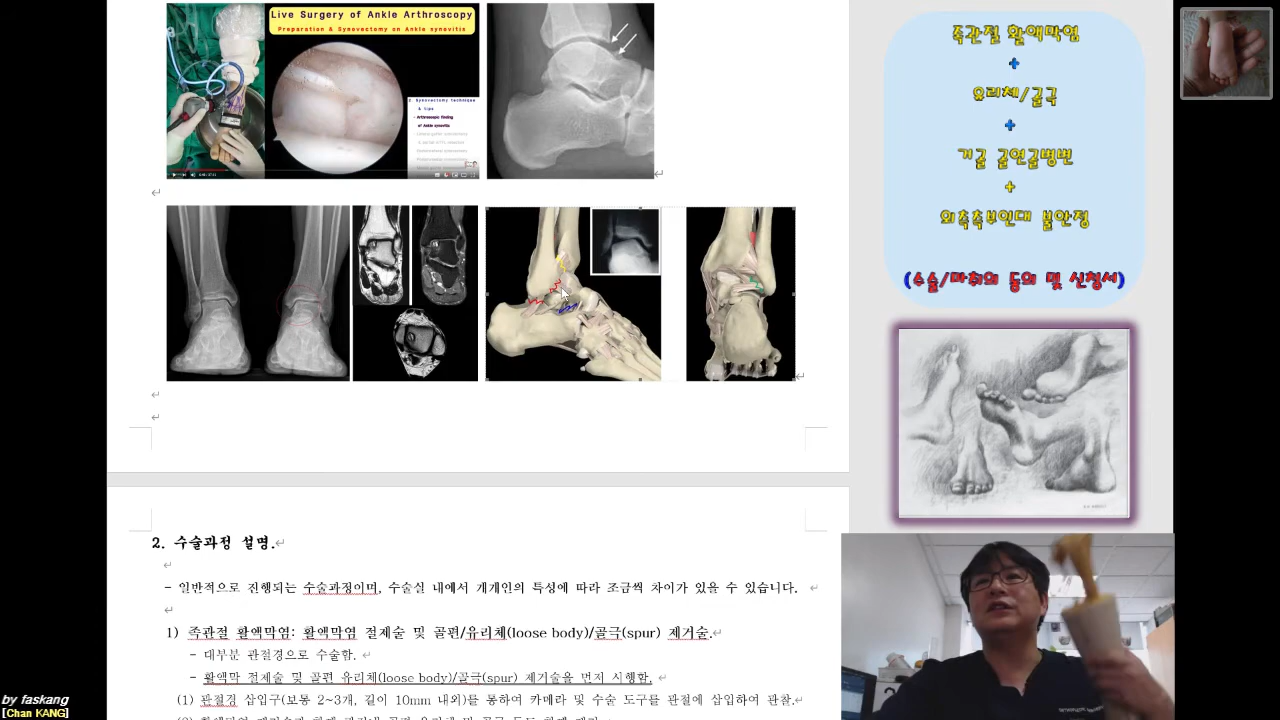 Live Surgery of Ankle Arthroscopy
Preparation & Synovectomy on Ankle synovitis
2. Synovectomy technique
& tips
- Arthroscopic finding
of Ankle synovitis
족관절 활액막염
+
유리체/골극
+
거골 골연골병변
+
외측측부인대 불안정
(수술/마취의 동의 및 신청서)
2. 수술과정 설명.
- 일반적으로 진행되는 수술과정이며, 수술실 내에서 개개인의 특성에 따라 조금씩 차이가 있을 수 있습니다.
1) 족관절 활액막염: 활액막염 절제술 및 골편/유리체(loose body)/골극(spur) 제거술.
- 대부분 관절경으로 수술함.
- 활액막 절제술 및 골편 유리체(loose body)/골극(spur) 제거술을 먼저 시행함.
(1) 관절경 삽입구(보통 2~3개, 길이 10mm 내외)를 통하여 카메라 및 수술 도구를 관절에 삽입하여 관찰.
by faskang
[Chan KANG]